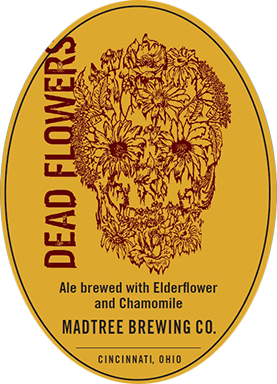 DEAD FLOWERS
Ale brewed with Elderflower
and Chamomile
MADTREE BREWING CO.
CINCINNATI, OHIO